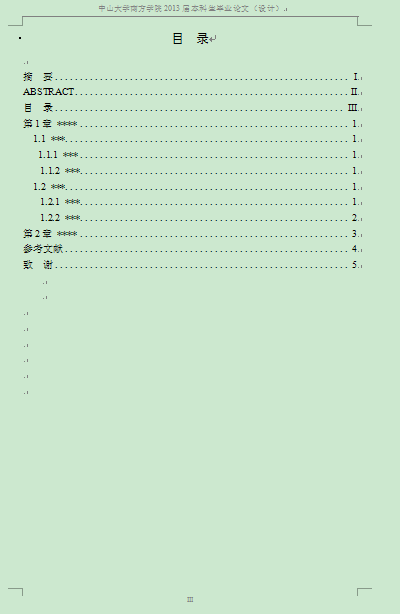 中山大学南方学院 2013 届本科生毕业论文（设计）
目 录
摘 要 I
ABSTRACT II
目 录 III
第 1 章 **** 1
1.1 *** 1
1.1.1 *** 1
1.1.2 *** 1
1.2 *** 1
1.2.1 *** 1
1.2.2 *** 2
第 2 章 **** 3
参考文献 4
致 谢 5
III